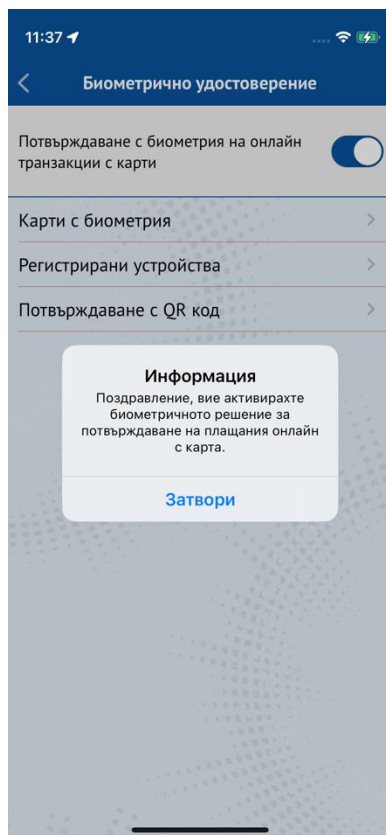 11:37
Биометрично удостоверение
Потвърждаване с биометрия на онлайн
транзакции с карти
Карти с биометрия
Регистрирани устройства
Потвърждаване с QR код
Информация
Поздравление, вие активирахте
биометричното решение за
потвърждаване на плащания онлайн
с карта.
Затвори